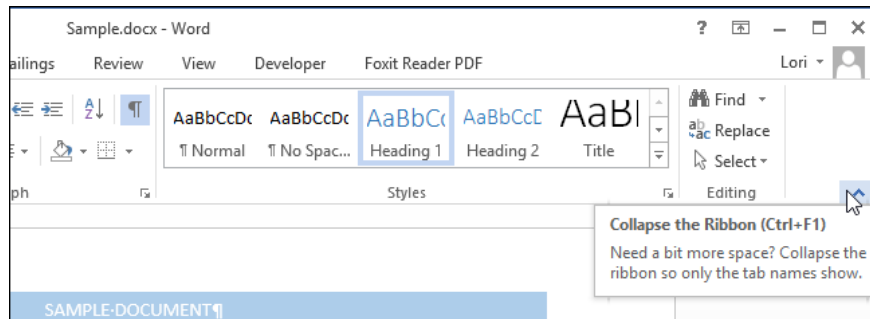 Sample.docx - Word ?
ailings Review View Developer Foxit Reader PDF Lori
AaBbCcDc AaBbCcDc AaBbC AaBbCcD AaB
¶ Normal ¶ No Spac... Heading 1 Heading 2 Title
Find
Replace
Select
ph Styles Editing
Collapse the Ribbon (Ctrl+F1)
Need a bit more space? Collapse the
ribbon so only the tab names show.
SAMPLE·DOCUMENT¶